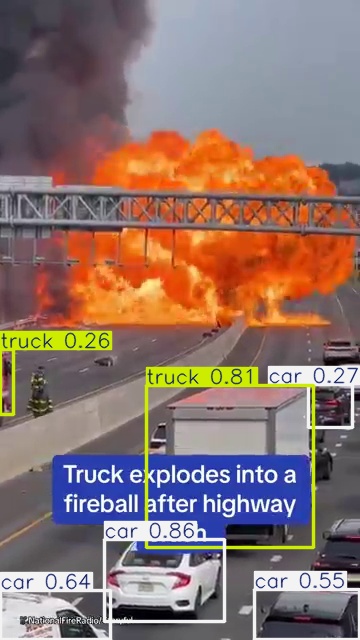 truck 0.26
truck 0.81
car 0.27
Truck explodes into a
fireball after highway
car 0.86
car 0.64
car 0.55
NationalFireRadio/